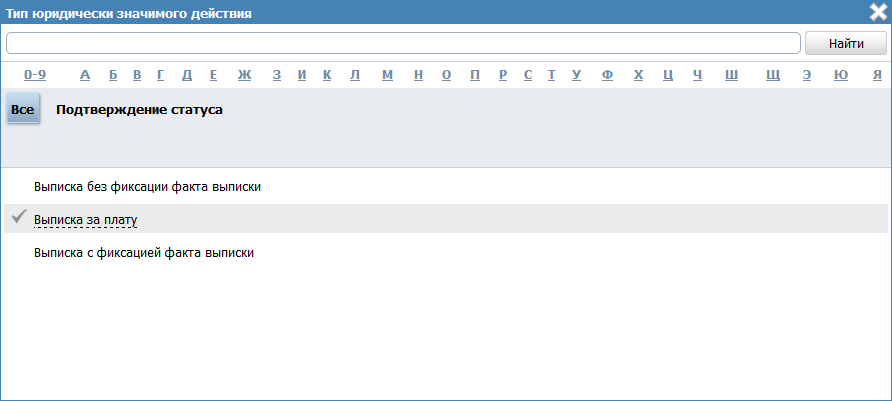 Тип юридически значимого действия
Найти
0-9 А Б В Г Д Е Ж З И К Л М Н О П Р С Т У Ф Х Ц Ч Ш Щ Э Ю Я
Все Подтверждение статуса
Выписка без фиксации факта выписки
Выписка за плату
Выписка с фиксацией факта выписки